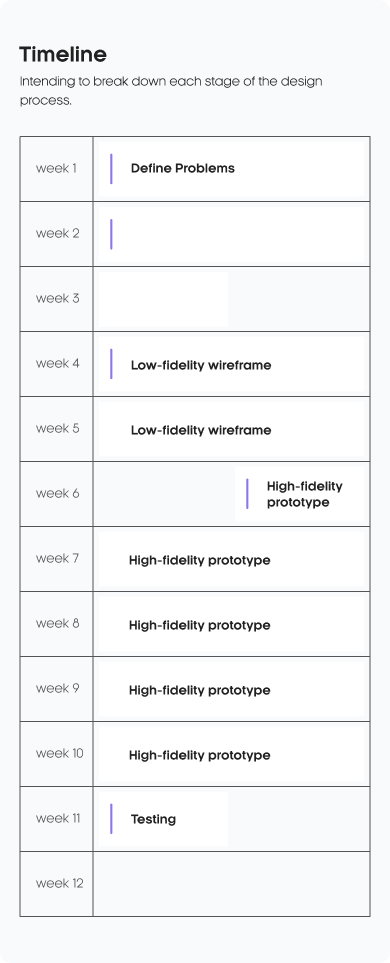 Timeline
Intending to break down each stage of the design
process.
week 1
Define Problems
week 2
week 3
week 4
Low-fidelity wireframe
week 5
Low-fidelity wireframe
week 6
High-fidelity
prototype
week 7
High-fidelity prototype
week 8
High-fidelity prototype
week 9
High-fidelity prototype
week 10
High-fidelity prototype
week 11
Testing
week 12